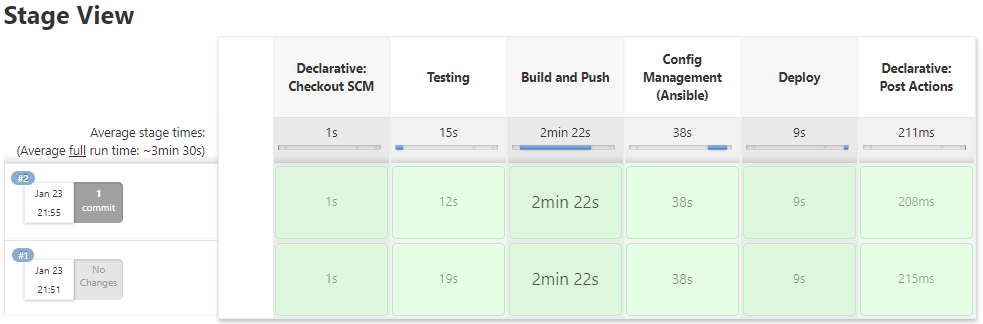 Stage View
Declarative:
Checkout SCM
Testing
Build and Push
Config
Management
(Ansible)
Deploy
Declarative:
Post Actions
Average stage times:
(Average full run time: ~3min 30s)
1s
15s
2min 22s
38s
9s
211ms
#2
Jan 23
21:55
1
commit
1s
12s
2min 22s
38s
9s
208ms
#1
Jan 23
21:51
No
Changes
1s
19s
2min 22s
38s
9s
215ms